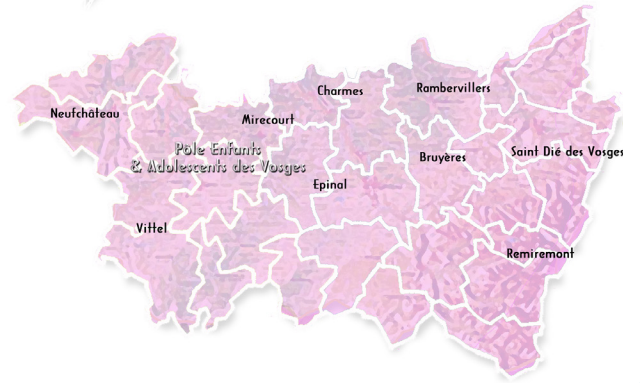 Charmes
Rambervillers
Neufchâteau
Mirecourt
Pôle Enfants
& Adolescents des Vosges
Bruyères
Saint Dié des Vosges
Epinal
Vittel
Remiremont